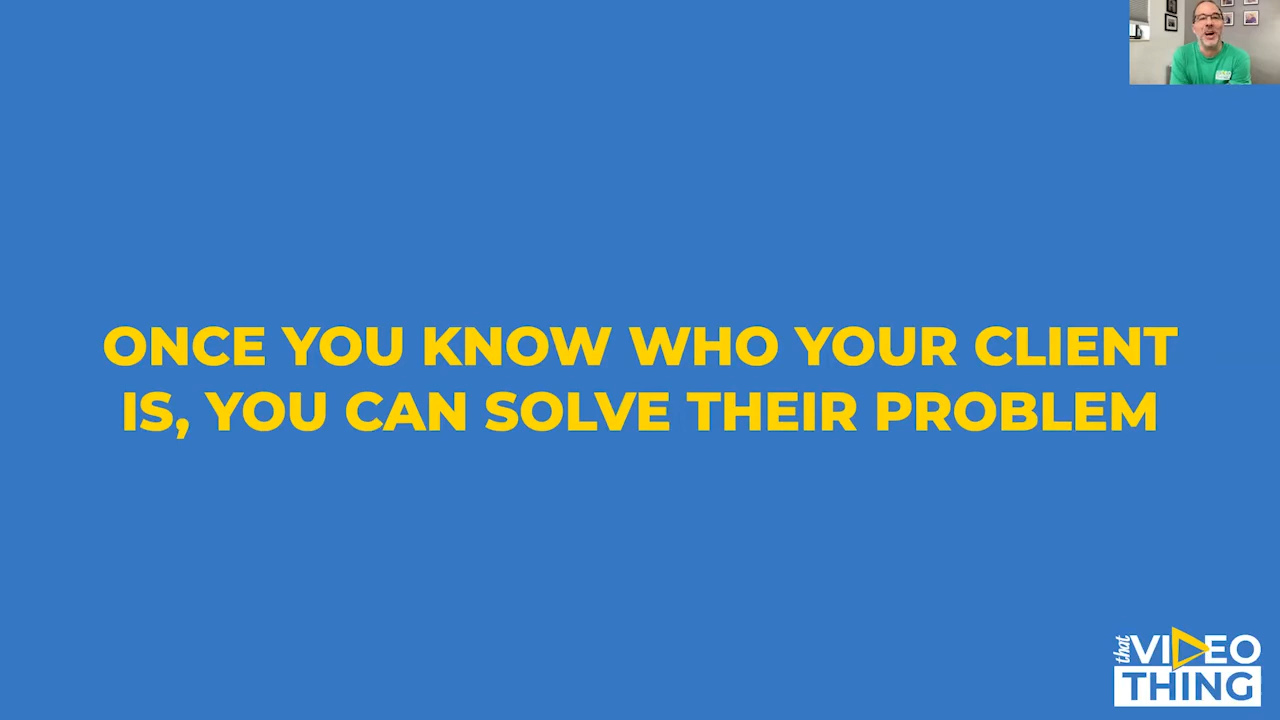 ONCE YOU KNOW WHO YOUR CLIENT
IS, YOU CAN SOLVE THEIR PROBLEM
that VIDEO
THING